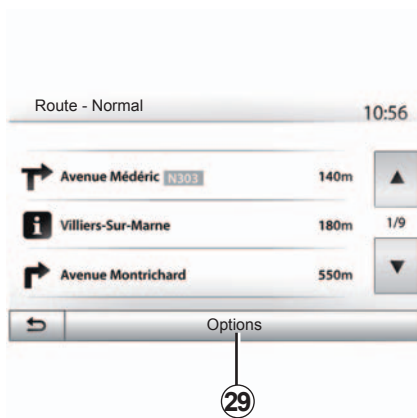 Route - Normal 10:56
Avenue Médéric N303 140m
i Villiers-Sur-Marne 180m
1/9
Avenue Montrichard 550m
Options
29